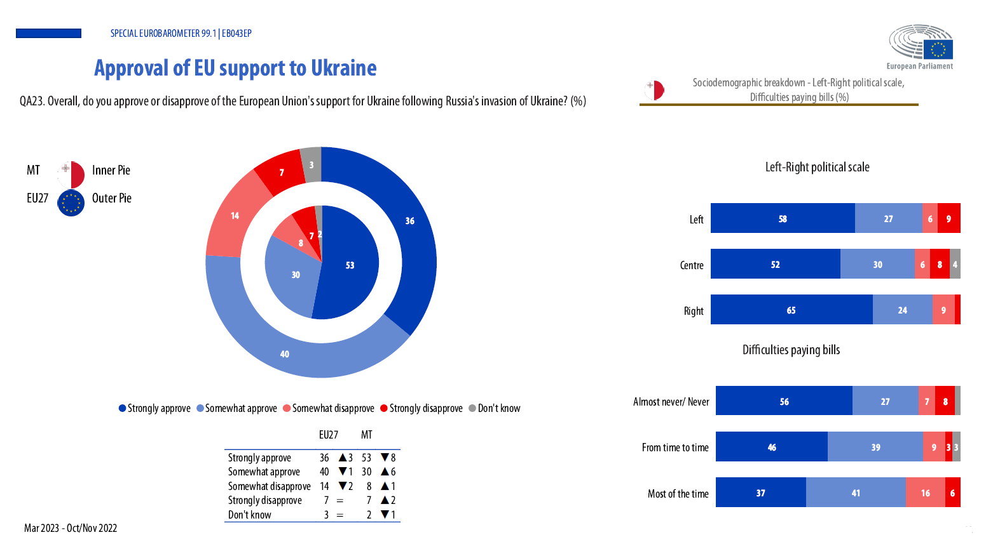 SPECIAL EUROBAROMETER 99.1 | EB043EP
Approval of EU support to Ukraine
European Parliament
QA23. Overall, do you approve or disapprove of the European Union's support for Ukraine following Russia's invasion of Ukraine? (%)
Sociodemographic breakdown - Left-Right political scale,
Difficulties paying bills (%)
MT Inner Pie
EU27 Outer Pie
3
7
14
36
40
2
7
8
30
53
Strongly approve Somewhat approve Somewhat disapprove Strongly disapprove Don't know
EU27 MT
Strongly approve 36 ▲3 53 ▼8
Somewhat approve 40 ▼1 30 ▲6
Somewhat disapprove 14 ▼2 8 ▲1
Strongly disapprove 7 = 7 ▲2
Don't know 3 = 2 ▼1
Mar 2023 - Oct/Nov 2022
Left-Right political scale
Left 58 27 6 9
Centre 52 30 6 8 4
Right 65 24 9
Difficulties paying bills
Almost never/ Never 56 27 7 8
From time to time 46 39 9 3 3
Most of the time 37 41 16 6